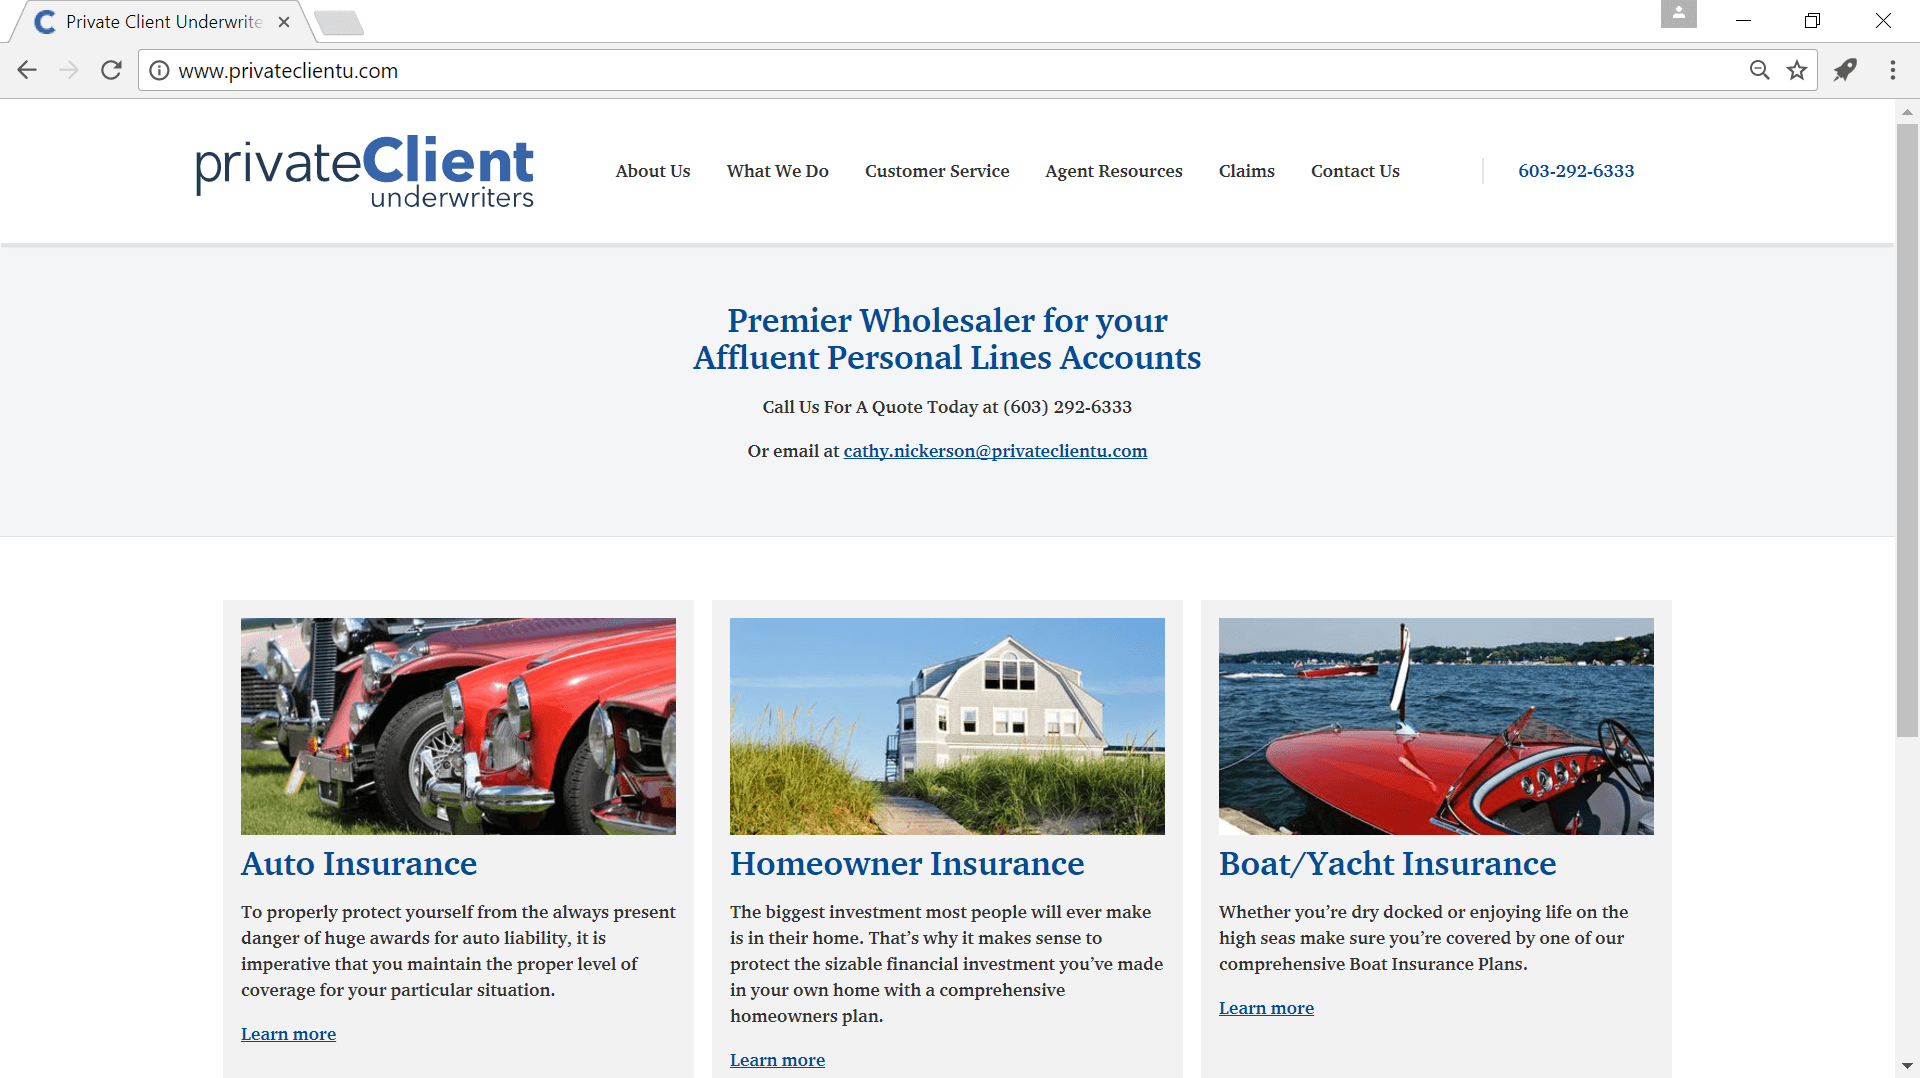 Private Client Underwrite
www.privateclientu.com
privateClient
underwriters
About Us
What We Do
Customer Service
Agent Resources
Claims
Contact Us
603-292-6333
Premier Wholesaler for your
Affluent Personal Lines Accounts
Call Us For A Quote Today at (603) 292-6333
Or email at cathy.nickerson@privateclientu.com
Auto Insurance
To properly protect yourself from the always present
danger of huge awards for auto liability, it is
imperative that you maintain the proper level of
coverage for your particular situation.
Learn more
Homeowner Insurance
The biggest investment most people will ever make
is in their home. That’s why it makes sense to
protect the sizable financial investment you’ve made
in your own home with a comprehensive
homeowners plan.
Learn more
Boat/Yacht Insurance
Whether you’re dry docked or enjoying life on the
high seas make sure you’re covered by one of our
comprehensive Boat Insurance Plans.
Learn more